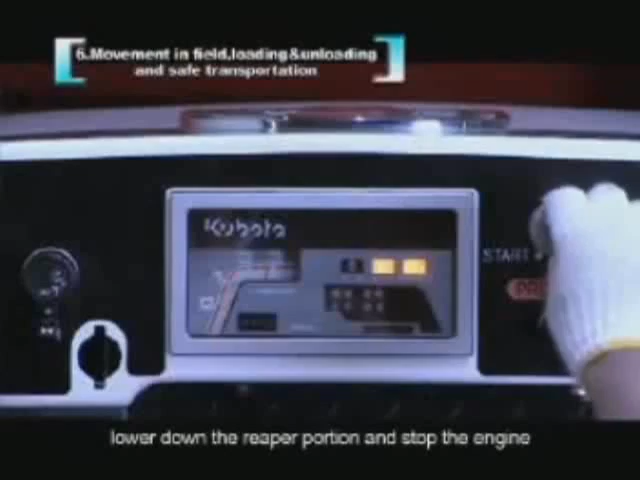 6.Movement in field,loading&unloading
and safe transportation
Kubota
START
lower down the reaper portion and stop the engine